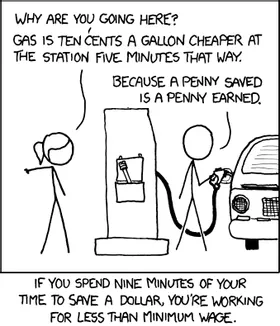 WHY ARE YOU GOING HERE?
GAS IS TEN CENTS A GALLON CHEAPER AT
THE STATION FIVE MINUTES THAT WAY.
BECAUSE A PENNY SAVED
IS A PENNY EARNED.
IF YOU SPEND NINE MINUTES OF YOUR
TIME TO SAVE A DOLLAR, YOU'RE WORKING
FOR LESS THAN MINIMUM WAGE.